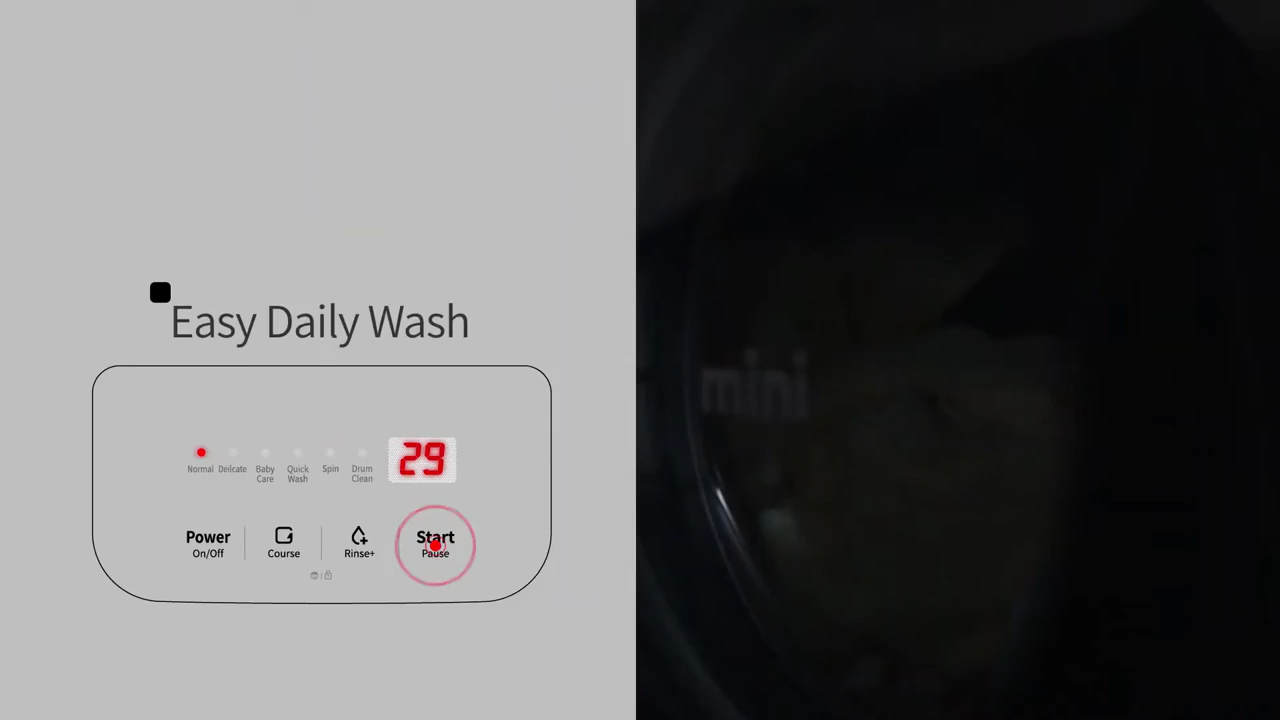 Easy Daily Wash
29
Normal Deilcate Baby Care Quick Wash Spin Drum Clean
Power Course Rinse+ Start
On/Off Pause
mini